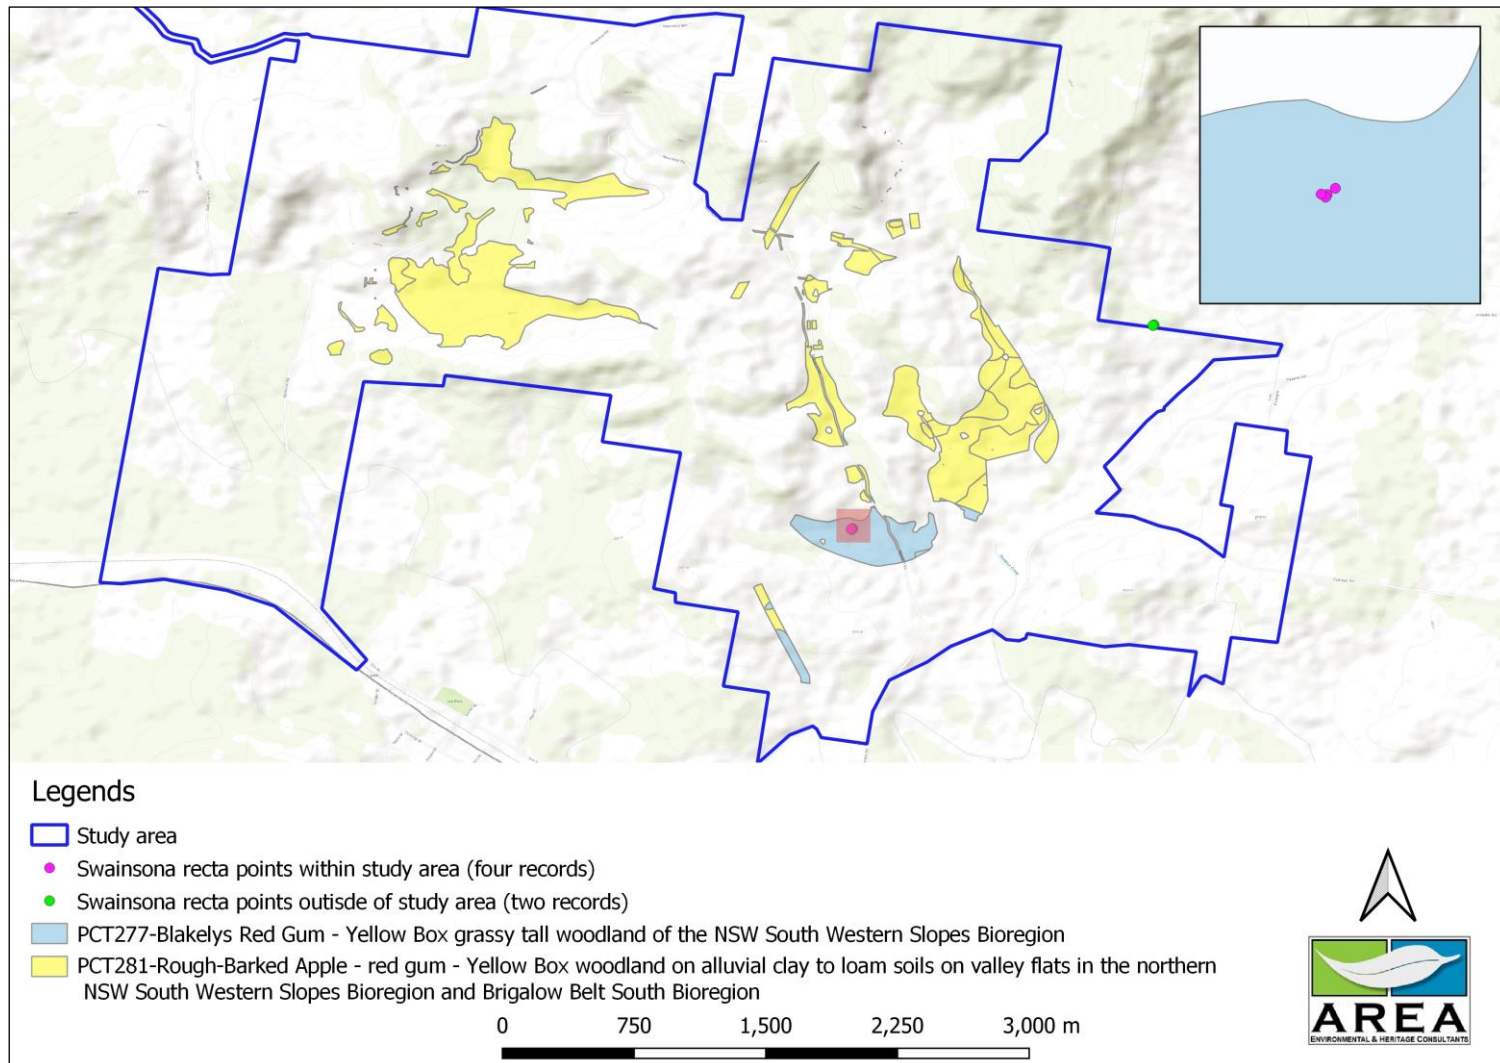 Legends
Study area
Swainsona recta points within study area (four records)
Swainsona recta points outisde of study area (two records)
PCT277-Blakelys Red Gum - Yellow Box grassy tall woodland of the NSW South Western Slopes Bioregion
PCT281-Rough-Barked Apple - red gum - Yellow Box woodland on alluvial clay to loam soils on valley flats in the northern
NSW South Western Slopes Bioregion and Brigalow Belt South Bioregion
0 750 1,500 2,250 3,000 m
AREA
ENVIRONMENTAL & HERITAGE CONSULTANTS